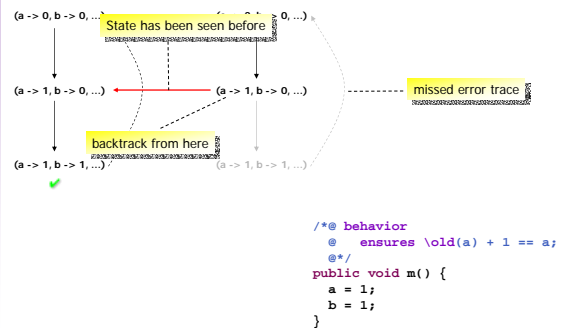 (a -> 0, b -> 0, ...)
State has been seen before
-> 0, ...)
(a -> 1, b -> 0, ...)
(a -> 1, b -> 0, ...)
missed error trace
backtrack from here
(a -> 1, b -> 1, ...)
(a -> 1, b -> 1, ...)
/*@ behavior
@ ensures \old(a) + 1 == a;
@*/
public void m() {
a = 1;
b = 1;
}